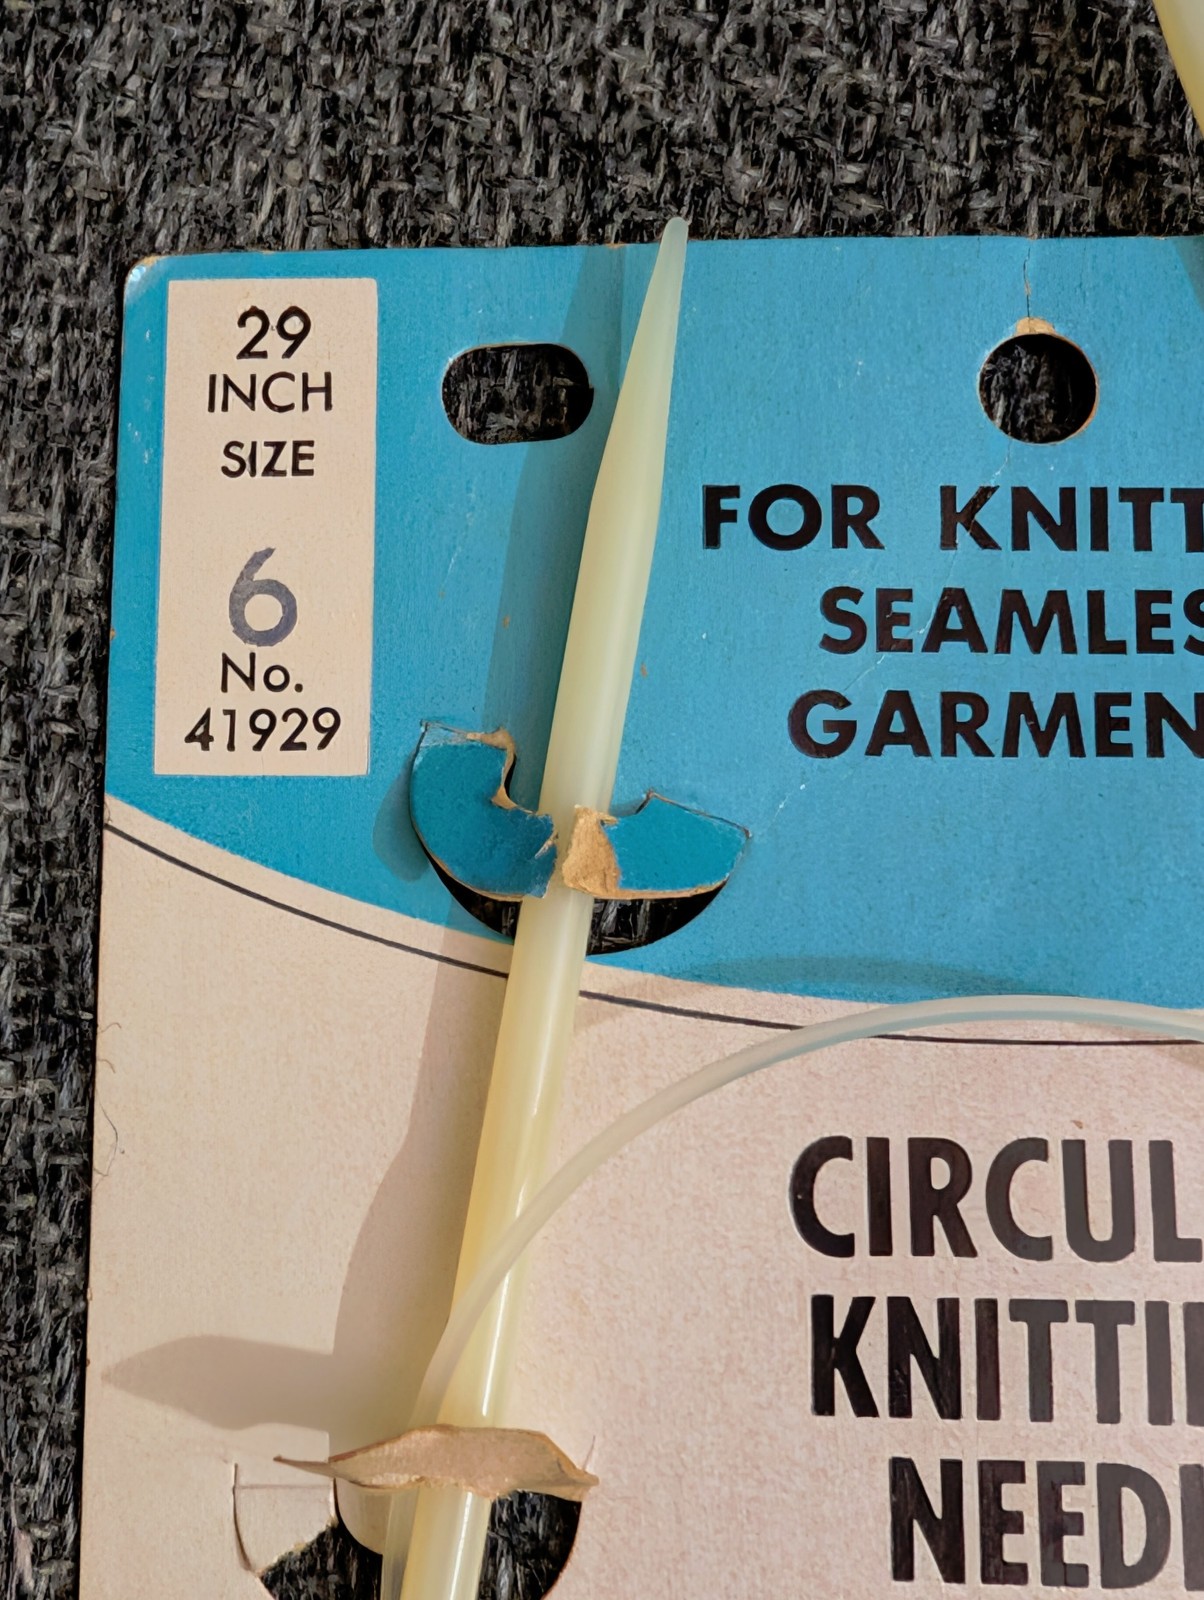 29
INCH
SIZE
6
No.
41929
FOR KNITT
SEAMLES
GARMEN
CIRCUL
KNITTI
NEED